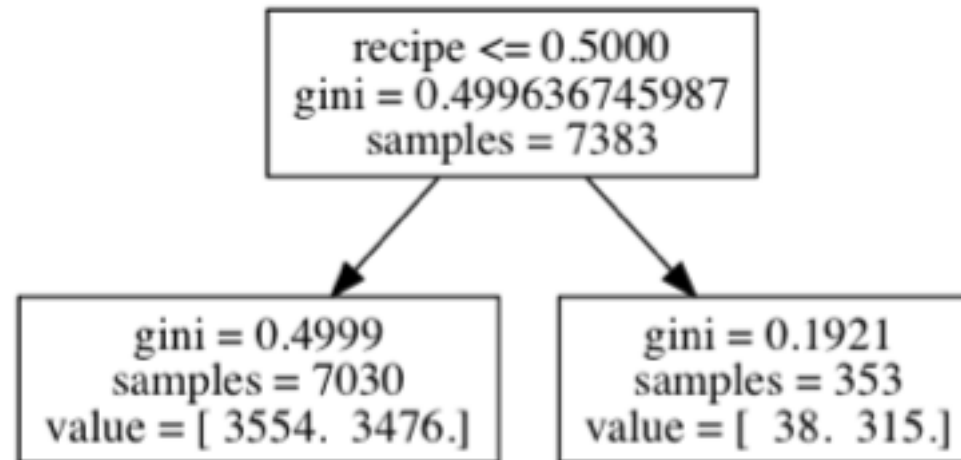 recipe <= 0.5000
gini = 0.499636745987
samples = 7383
gini = 0.4999
samples = 7030
value = [ 3554.  3476.]
gini = 0.1921
samples = 353
value = [  38.  315.]